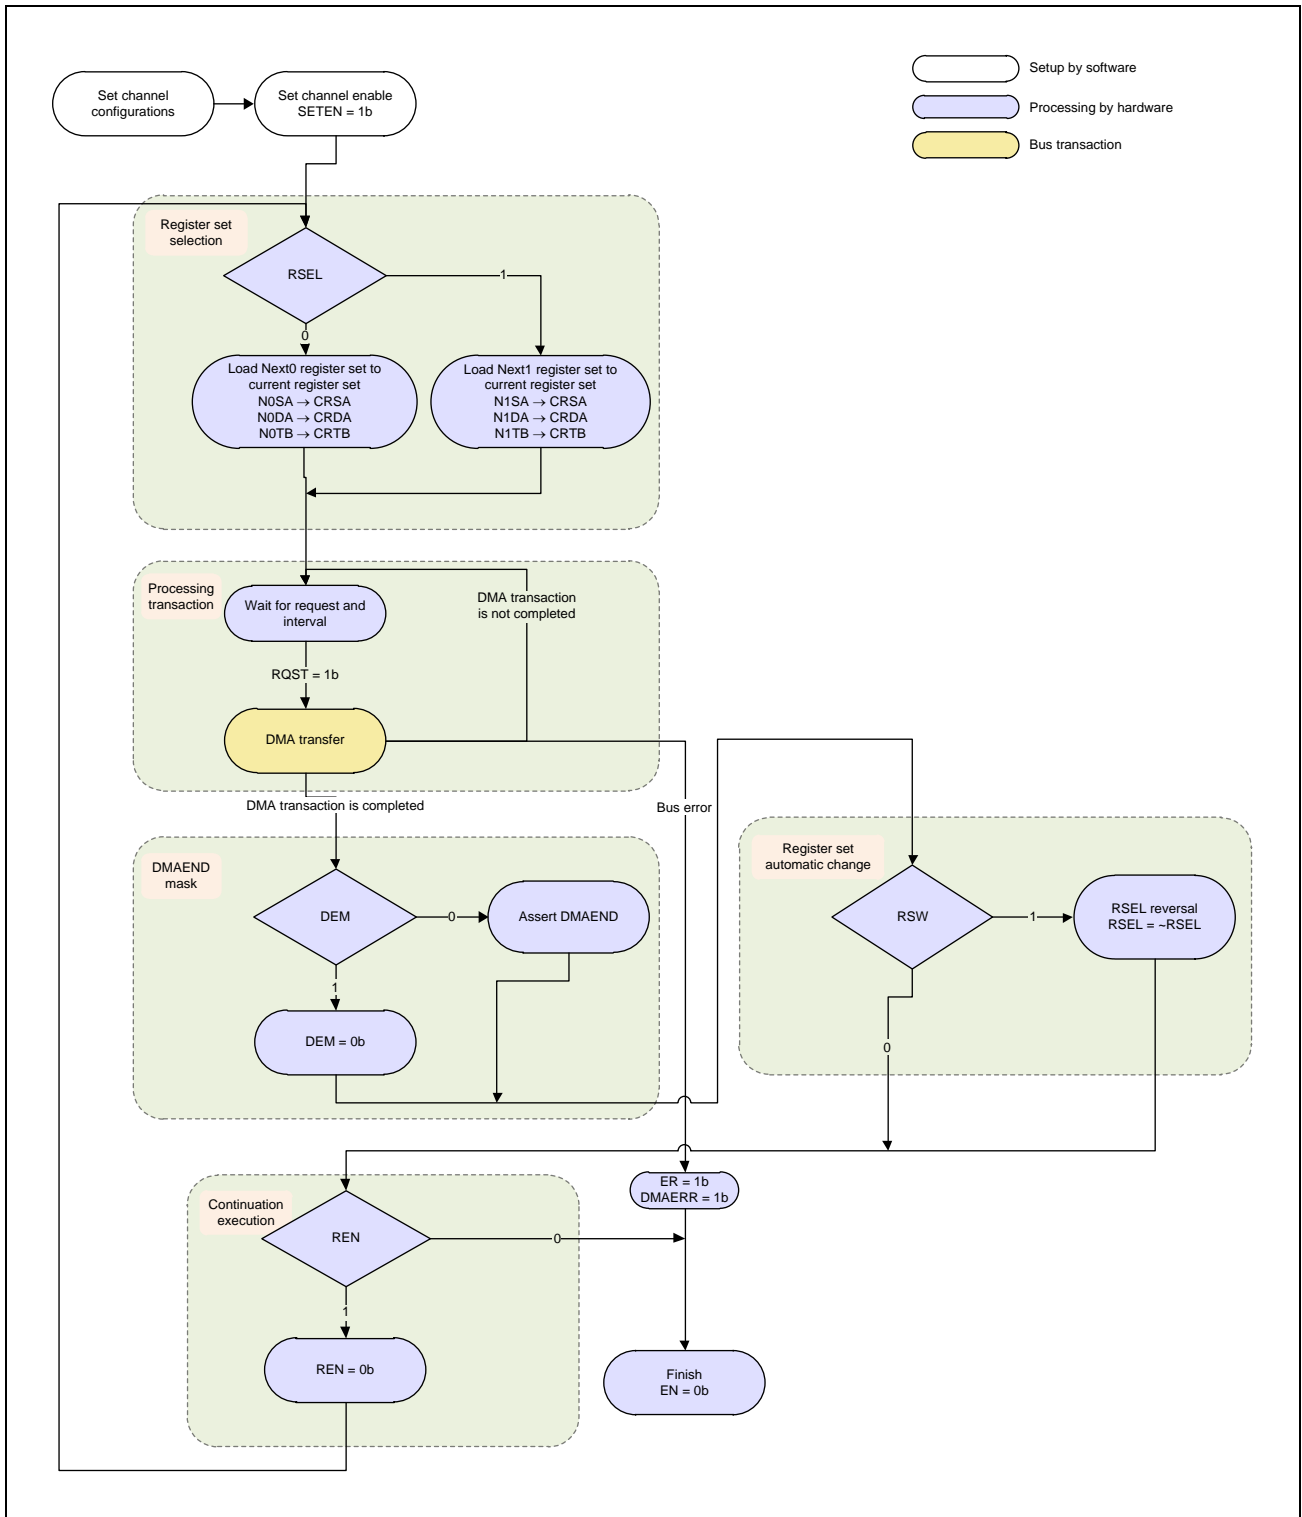 Set channel
configurations
Set channel enable
SETEN = 1b
Setup by software
Processing by hardware
Bus transaction
Register set
selection
RSEL
1
0
Load Next0 register set to
current register set
N0SA → CRSA
N0DA → CRDA
N0TB → CRTB
Load Next1 register set to
current register set
N1SA → CRSA
N1DA → CRDA
N1TB → CRTB
Processing
transaction
Wait for request and
interval
DMA transaction
is not completed
RQST = 1b
DMA transfer
DMA transaction is completed
Bus error
DMAEND
mask
DEM
0
Assert DMAEND
1
DEM = 0b
Register set
automatic change
RSW
1
RSEL reversal
RSEL = ~RSEL
0
ER = 1b
DMAERR = 1b
Continuation
execution
REN
0
1
REN = 0b
Finish
EN = 0b